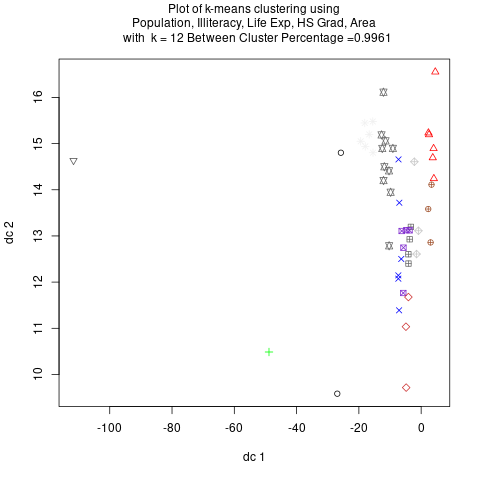 Plot of k-means clustering using
Population, Illiteracy, Life Exp, HS Grad, Area
with k = 12 Between Cluster Percentage =0.9961
16
15
14
13
12
11
10
dc 2
-100
-80
-60
-40
-20
0
dc 1